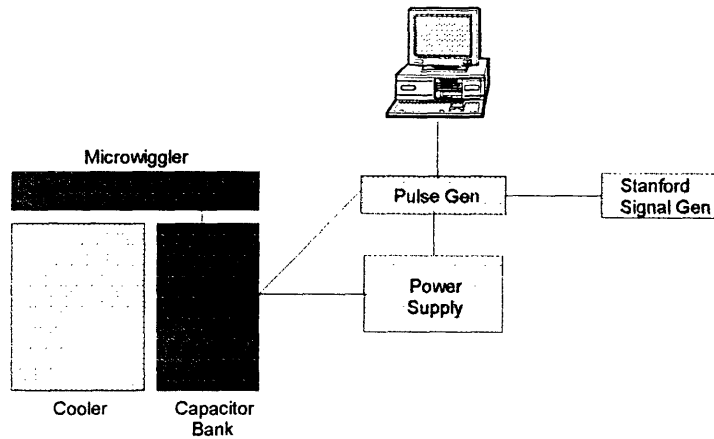 Microwiggler
Pulse Gen
Stanford
Signal Gen
Power
Supply
Cooler
Capacitor
Bank